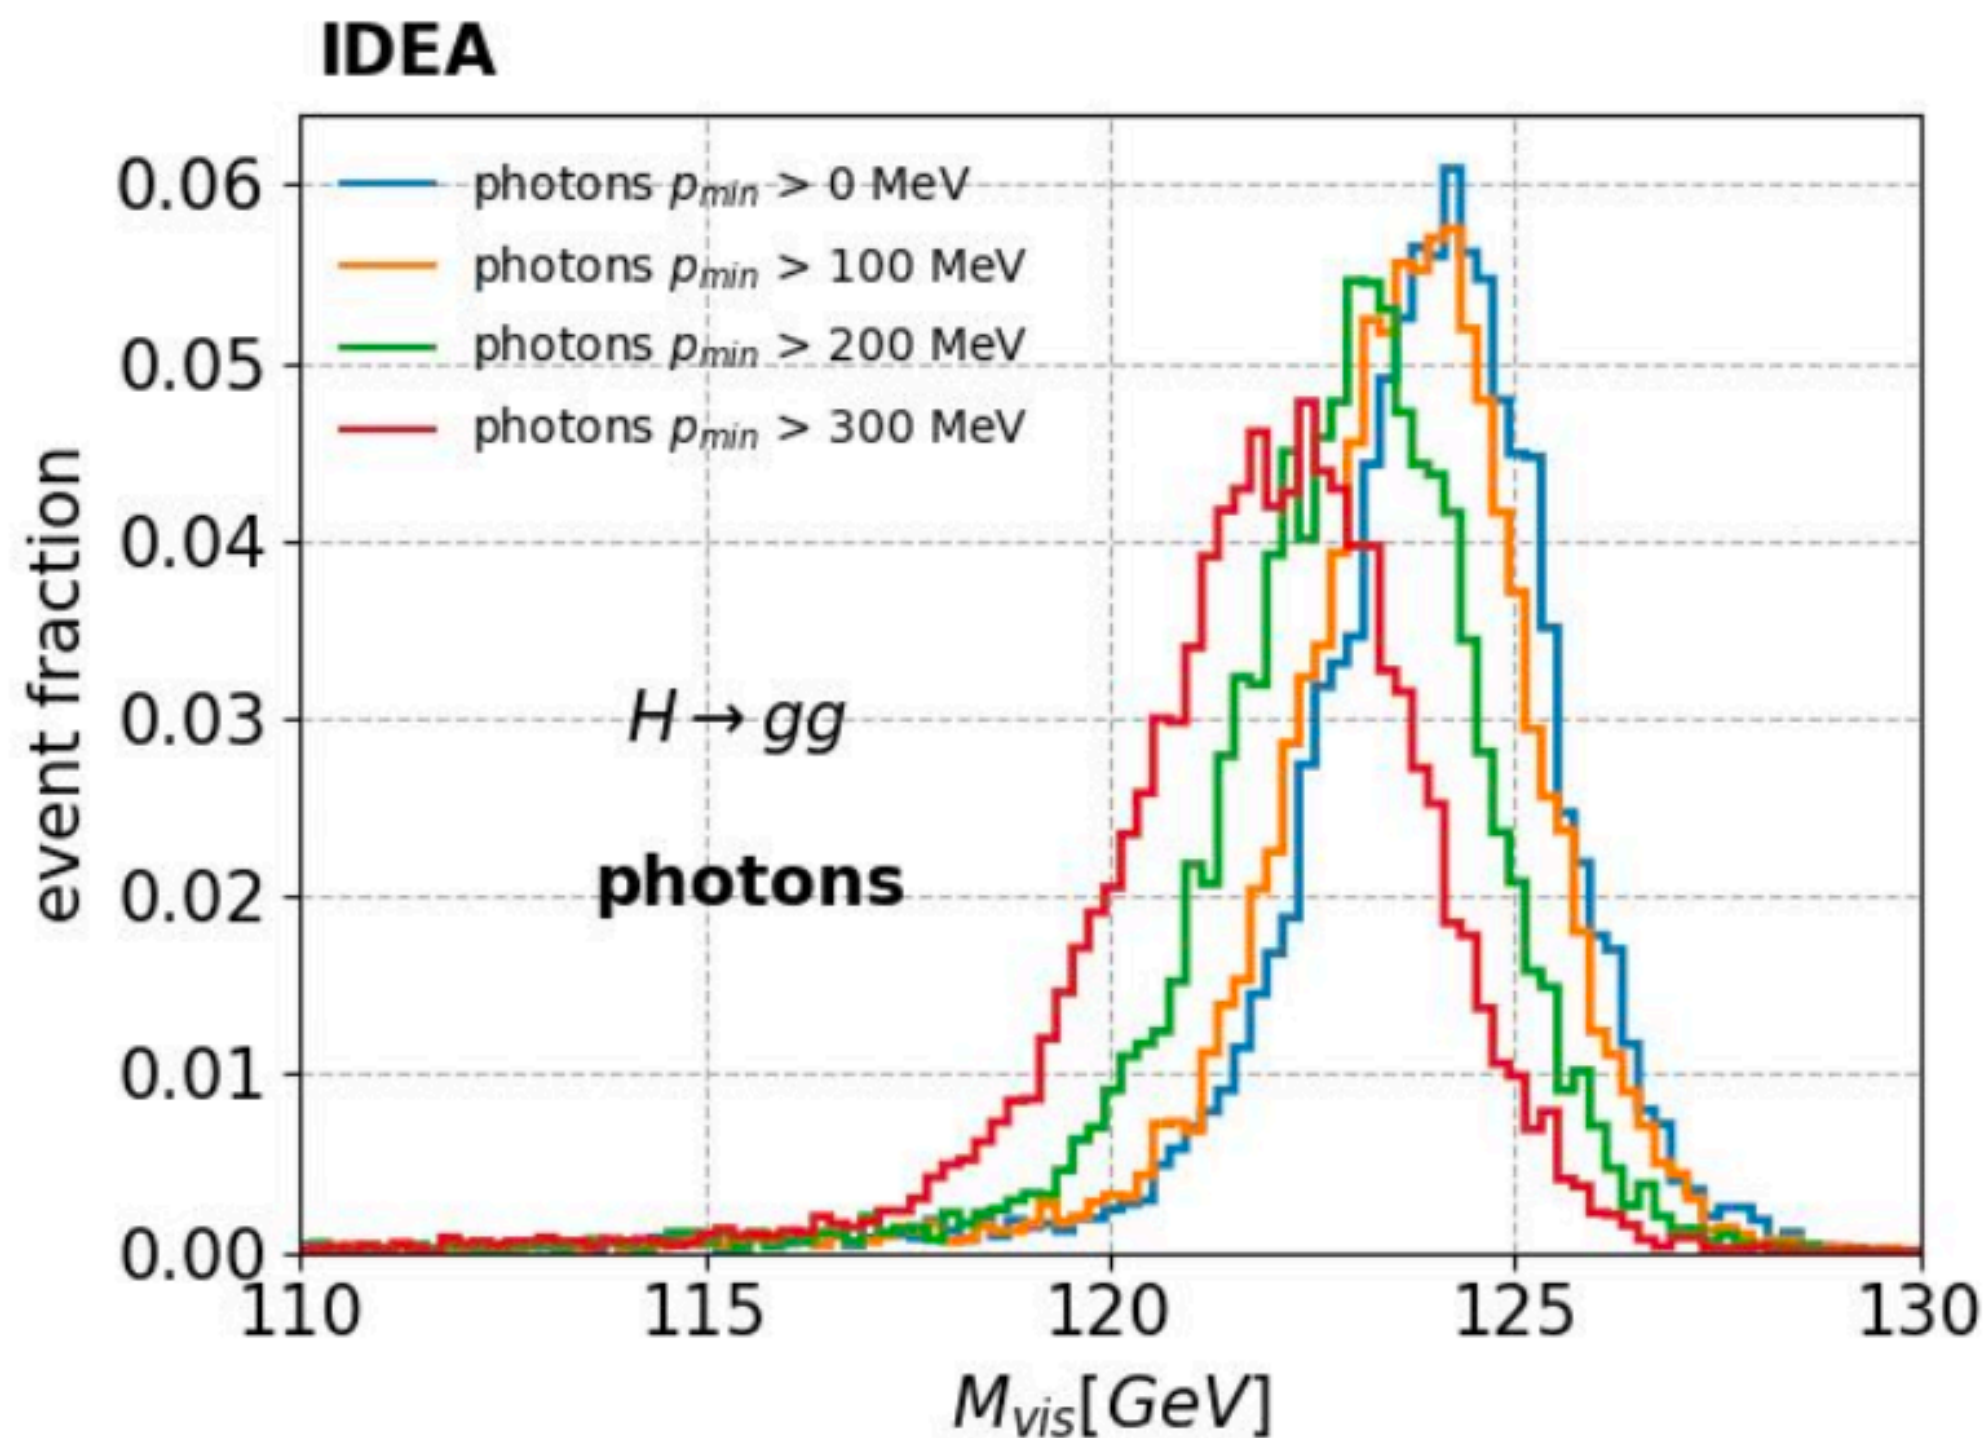 IDEA
photons p_min > 0 MeV
photons p_min > 100 MeV
photons p_min > 200 MeV
photons p_min > 300 MeV
H → gg
photons
event fraction
0.06
0.05
0.04
0.03
0.02
0.01
0.00
110 115 120 125 130
M_vis[GeV]